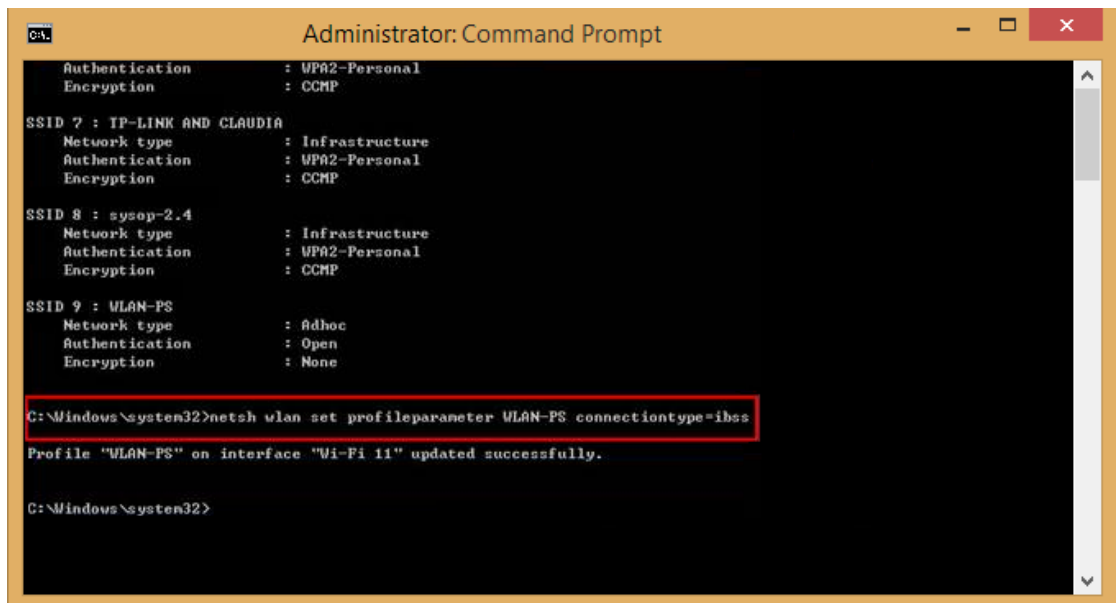 Administrator: Command Prompt
Authentication : WPA2-Personal
Encryption : CCMP
SSID 7 : TP-LINK AND CLAUDIA
Network type : Infrastructure
Authentication : WPA2-Personal
Encryption : CCMP
SSID 8 : sysop-2.4
Network type : Infrastructure
Authentication : WPA2-Personal
Encryption : CCMP
SSID 9 : WLAN-PS
Network type : Adhoc
Authentication : Open
Encryption : None
C:\Windows\system32>netsh wlan set profileparameter WLAN-PS connectiontype=ibss
Profile "WLAN-PS" on interface "Wi-Fi 11" updated successfully.
C:\Windows\system32>